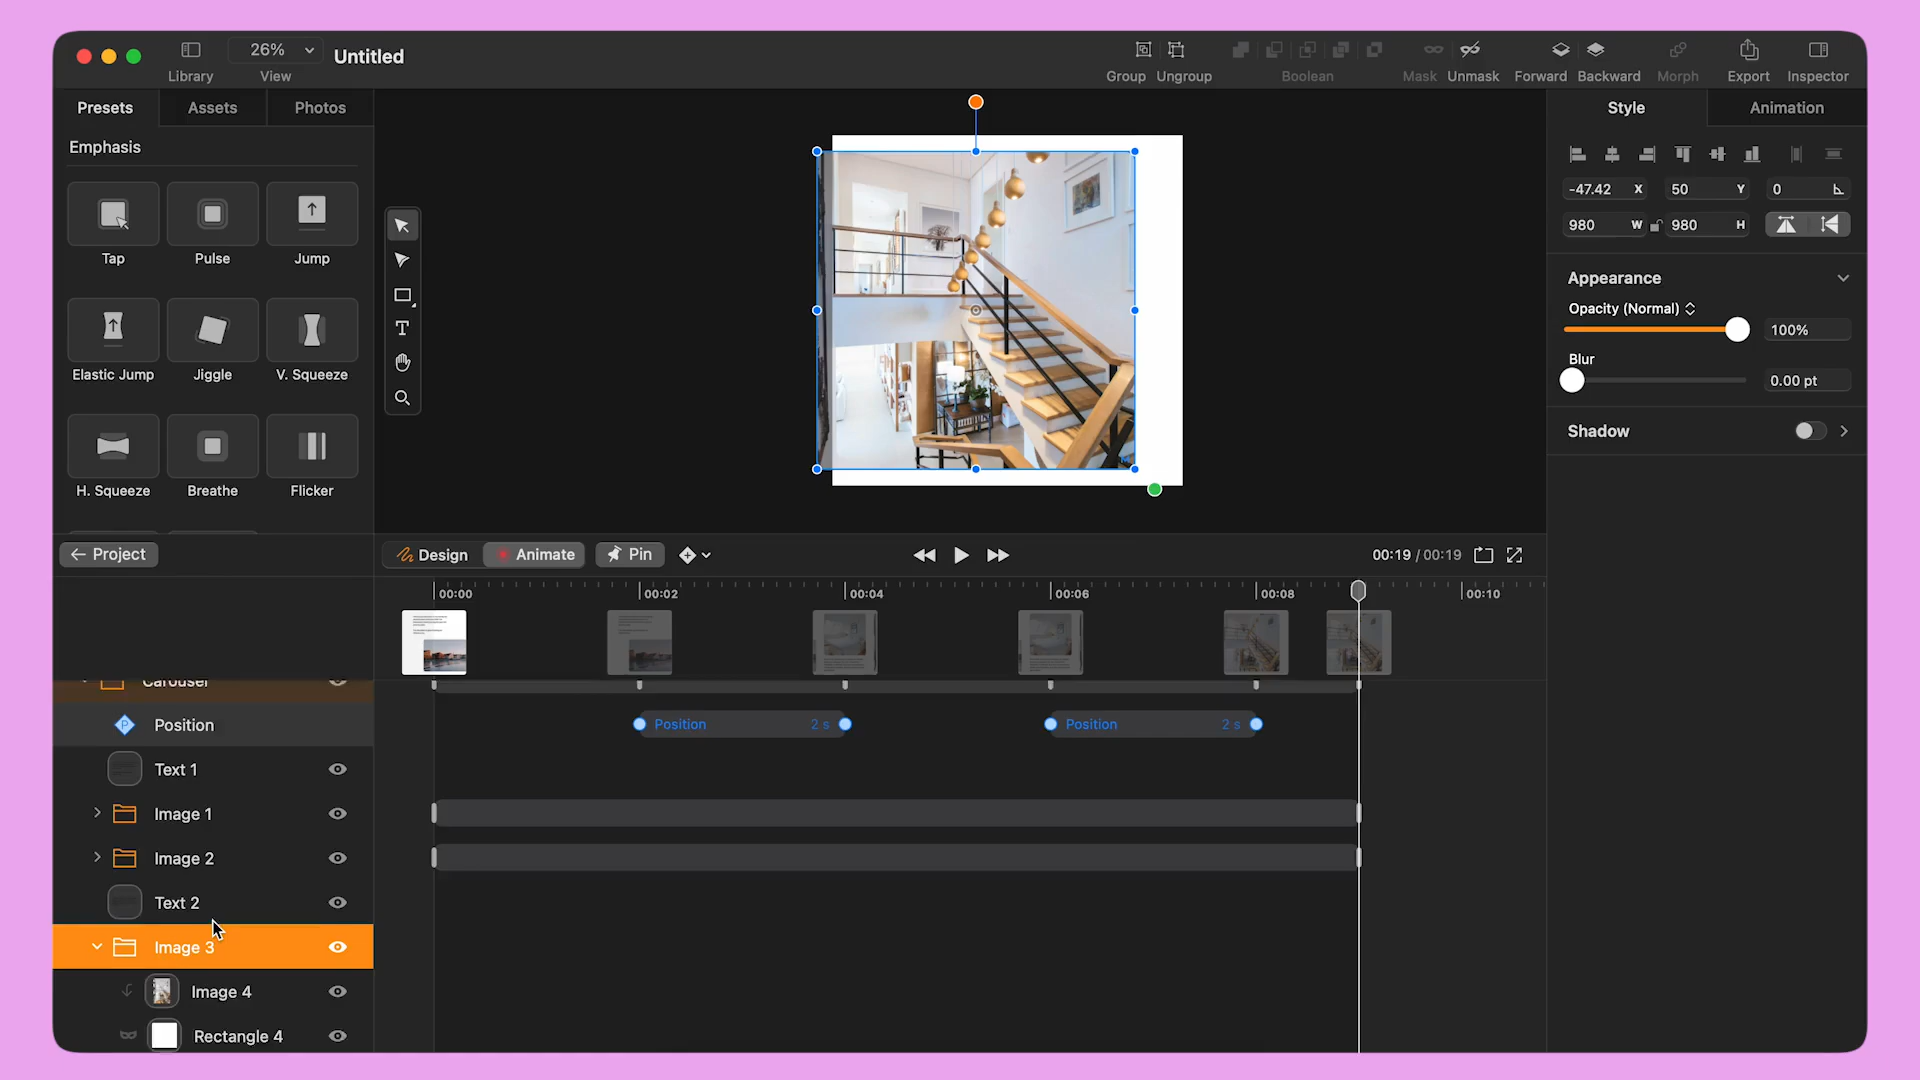 26%
Untitled
Library
View
Group
Ungroup
Boolean
Mask
Unmask
Forward
Backward
Morph
Export
Inspector
Presets
Assets
Photos
Emphasis
Tap
Pulse
Jump
Elastic Jump
Jiggle
V. Squeeze
H. Squeeze
Breathe
Flicker
Style
Animation
-47.42 X
50 Y
0
980 W
980 H
Appearance
Opacity (Normal)
100%
Blur
0.00 pt
Shadow
Project
Design
Animate
Pin
00:19 / 00:19
00:00
00:02
00:04
00:06
00:08
00:10
Carousel
Position
Position 2 s
Position 2 s
Text 1
Image 1
Image 2
Text 2
Image 3
Image 4
Rectangle 4